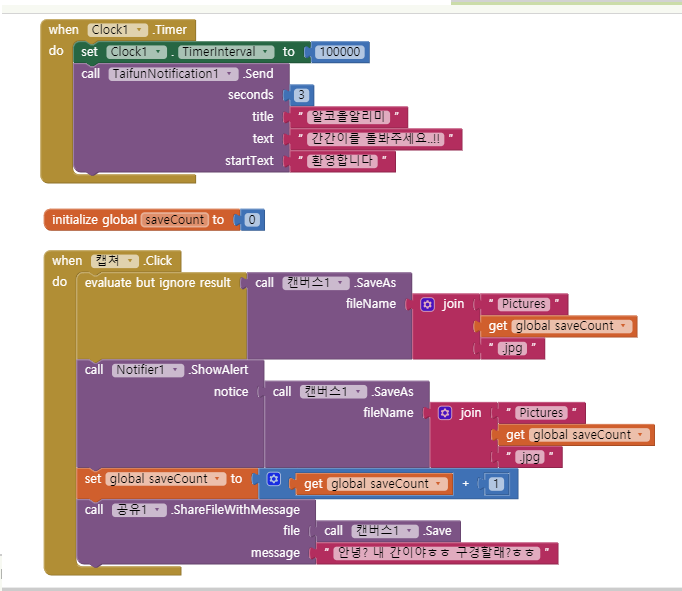 when Clock1 .Timer
do set Clock1 . TimerInterval to 100000
call TaifunNotification1 .Send
seconds 3
title " 알코올알리미 "
text " 간간이를 돌봐주세요..!! "
startText " 환영합니다 "
initialize global saveCount to 0
when 캡쳐 .Click
do evaluate but ignore result call 캔버스1 .SaveAs
fileName join " Pictures "
get global saveCount
" .jpg "
call Notifier1 .ShowAlert
notice call 캔버스1 .SaveAs
fileName join " Pictures "
get global saveCount
" .jpg "
set global saveCount to get global saveCount + 1
call 공유1 .ShareFileWithMessage
file call 캔버스1 .Save
message " 안녕? 내 간이야ㅎㅎ 구경할래?ㅎㅎ "